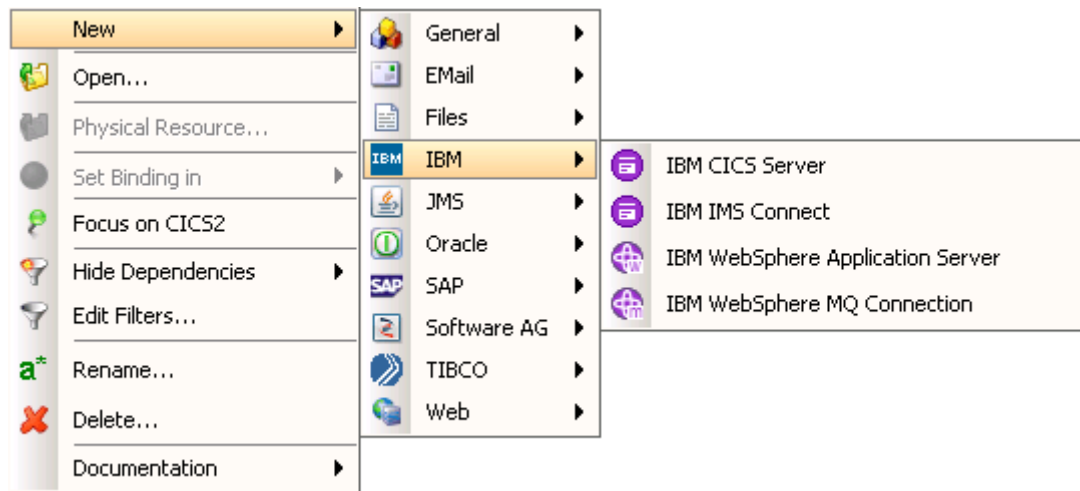 New
Open...
Physical Resource...
Set Binding in
Focus on CICS2
Hide Dependencies
Edit Filters...
a* Rename...
Delete...
Documentation
General
EMail
Files
IBM IBM
JMS
Oracle
SAP SAP
Software AG
TIBCO
Web
IBM CICS Server
IBM IMS Connect
IBM WebSphere Application Server
IBM WebSphere MQ Connection